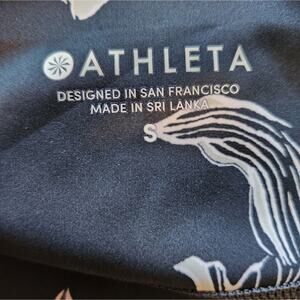 ATHLETA
DESIGNED IN SAN FRANCISCO
MADE IN SRI LANKA
S